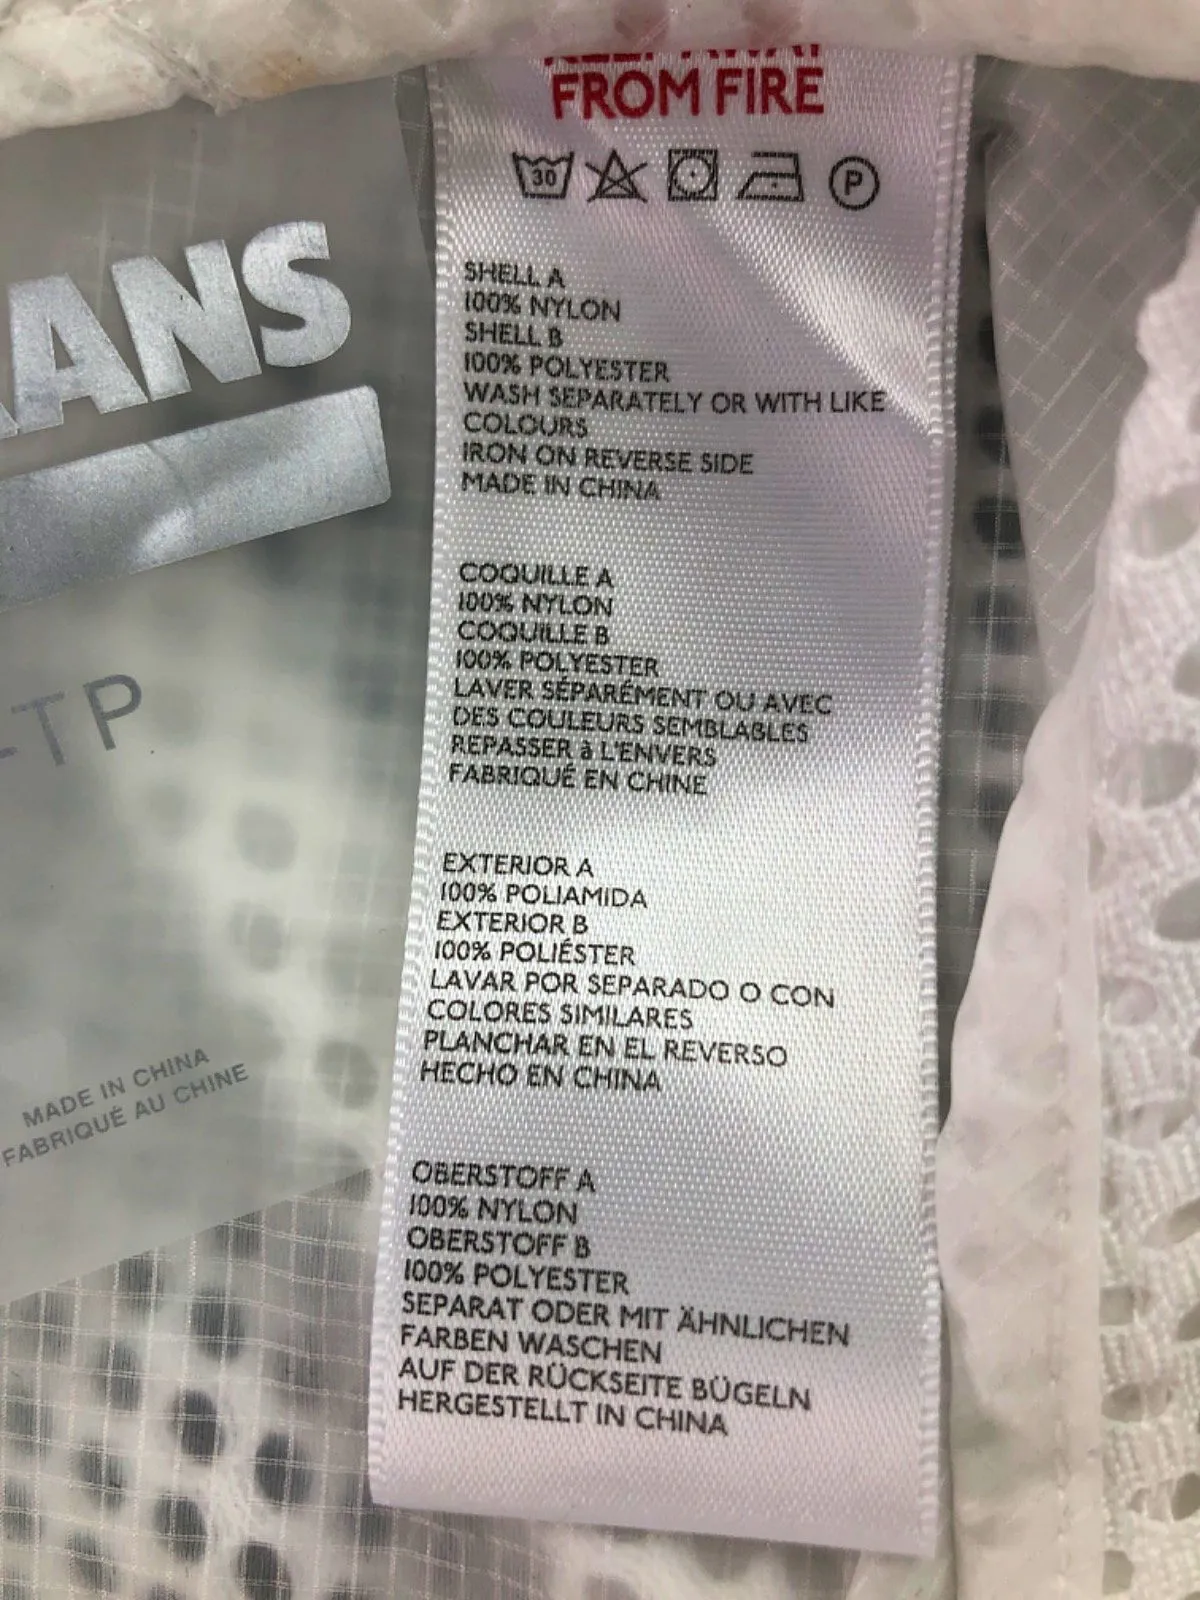 FROM FIRE
30
P
SHELL A
100% NYLON
SHELL B
100% POLYESTER
WASH SEPARATELY OR WITH LIKE
COLOURS
IRON ON REVERSE SIDE
MADE IN CHINA
COQUILLE A
100% NYLON
COQUILLE B
100% POLYESTER
LAVER SÉPARÉMENT OU AVEC
DES COULEURS SEMBLABLES
REPASSER à L'ENVERS
FABRIQUÉ EN CHINE
EXTERIOR A
100% POLIAMIDA
EXTERIOR B
100% POLIÉSTER
LAVAR POR SEPARADO O CON
COLORES SIMILARES
PLANCHAR EN EL REVERSO
HECHO EN CHINA
OBERSTOFF A
100% NYLON
OBERSTOFF B
100% POLYESTER
SEPARAT ODER MIT ÄHNLICHEN
FARBEN WASCHEN
AUF DER RÜCKSEITE BÜGELN
HERGESTELLT IN CHINA
ANS
-TP
MADE IN CHINA
FABRIQUÉ AU CHINE